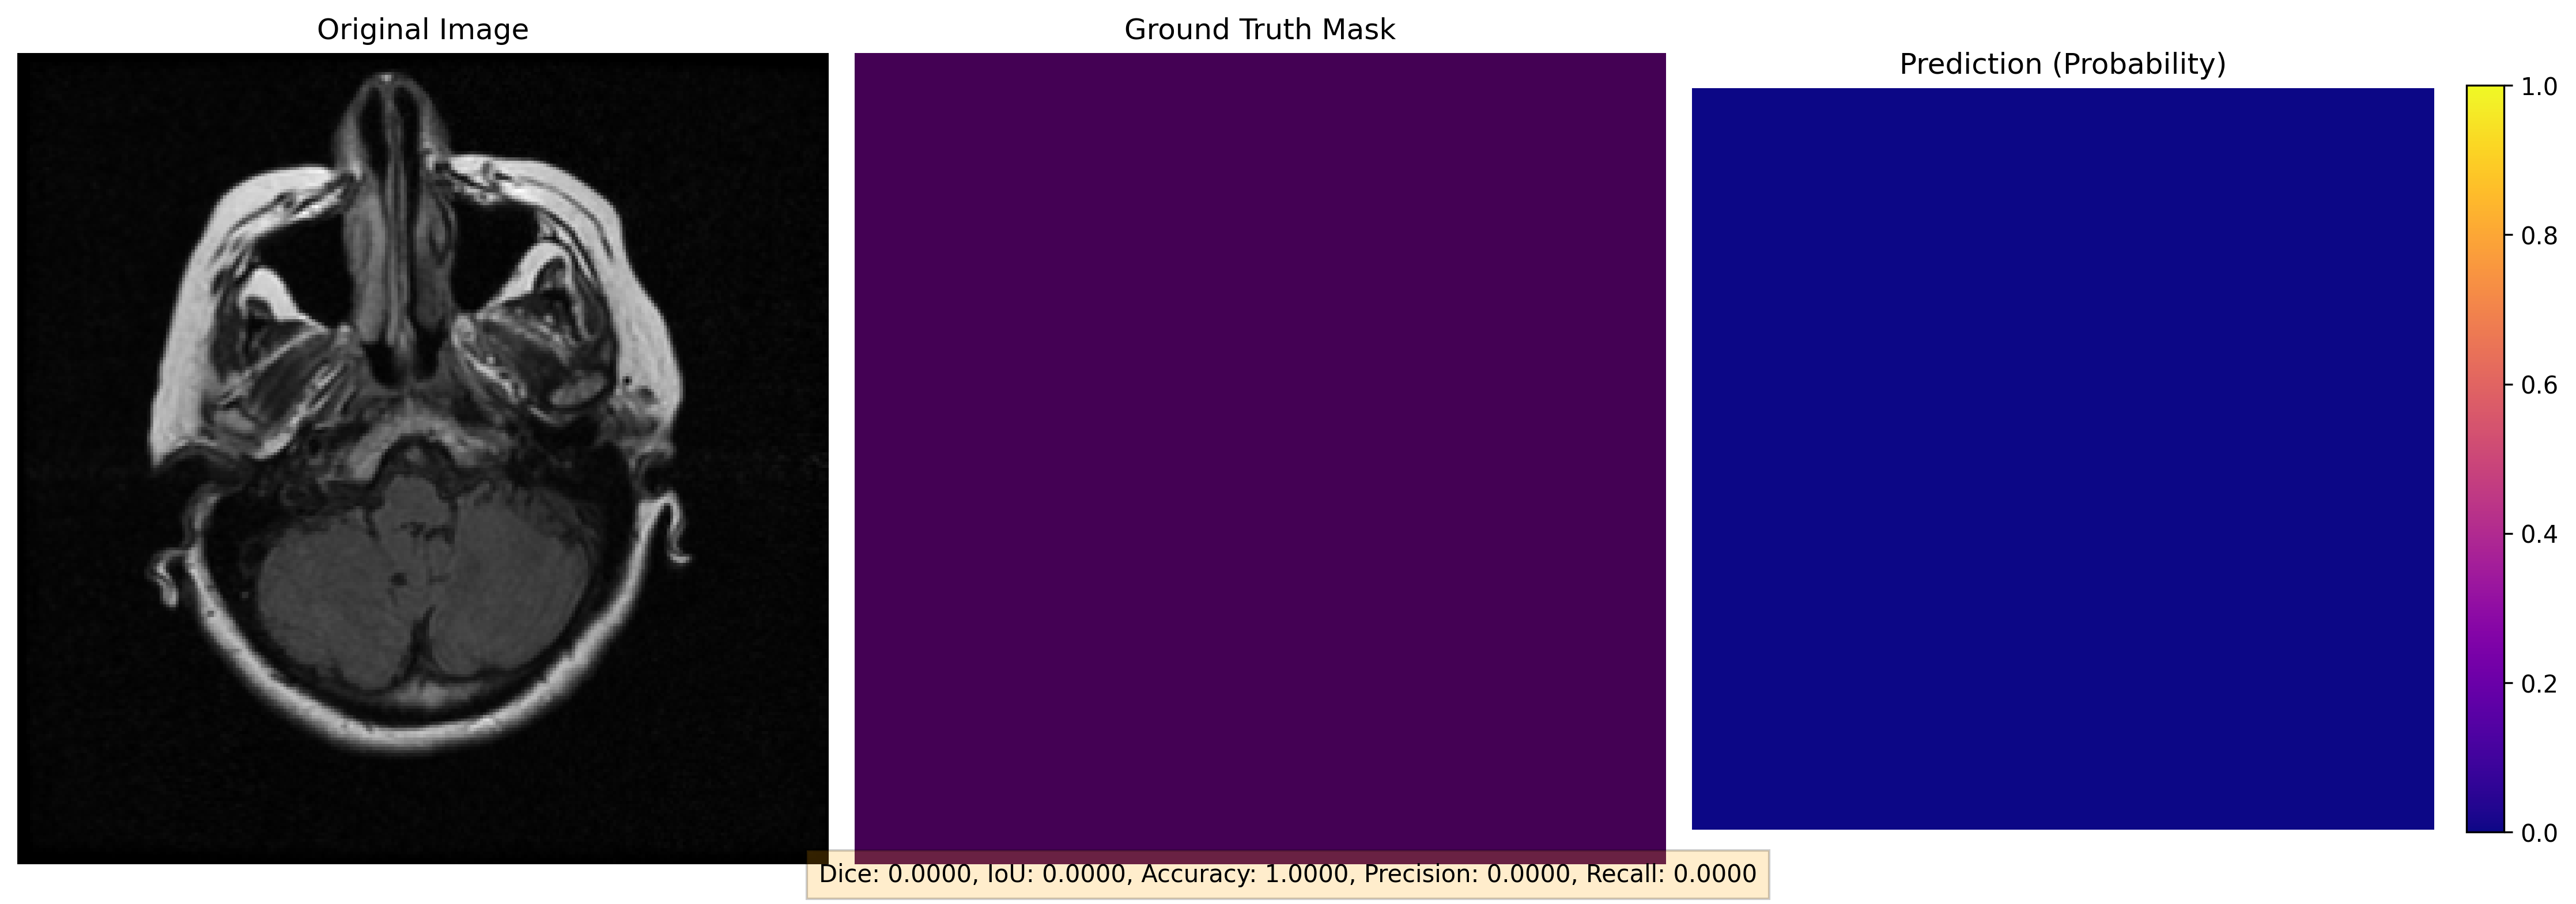 Original Image
Ground Truth Mask
Prediction (Probability)
1.0
0.8
0.6
0.4
0.2
0.0
Dice: 0.0000, IoU: 0.0000, Accuracy: 1.0000, Precision: 0.0000, Recall: 0.0000